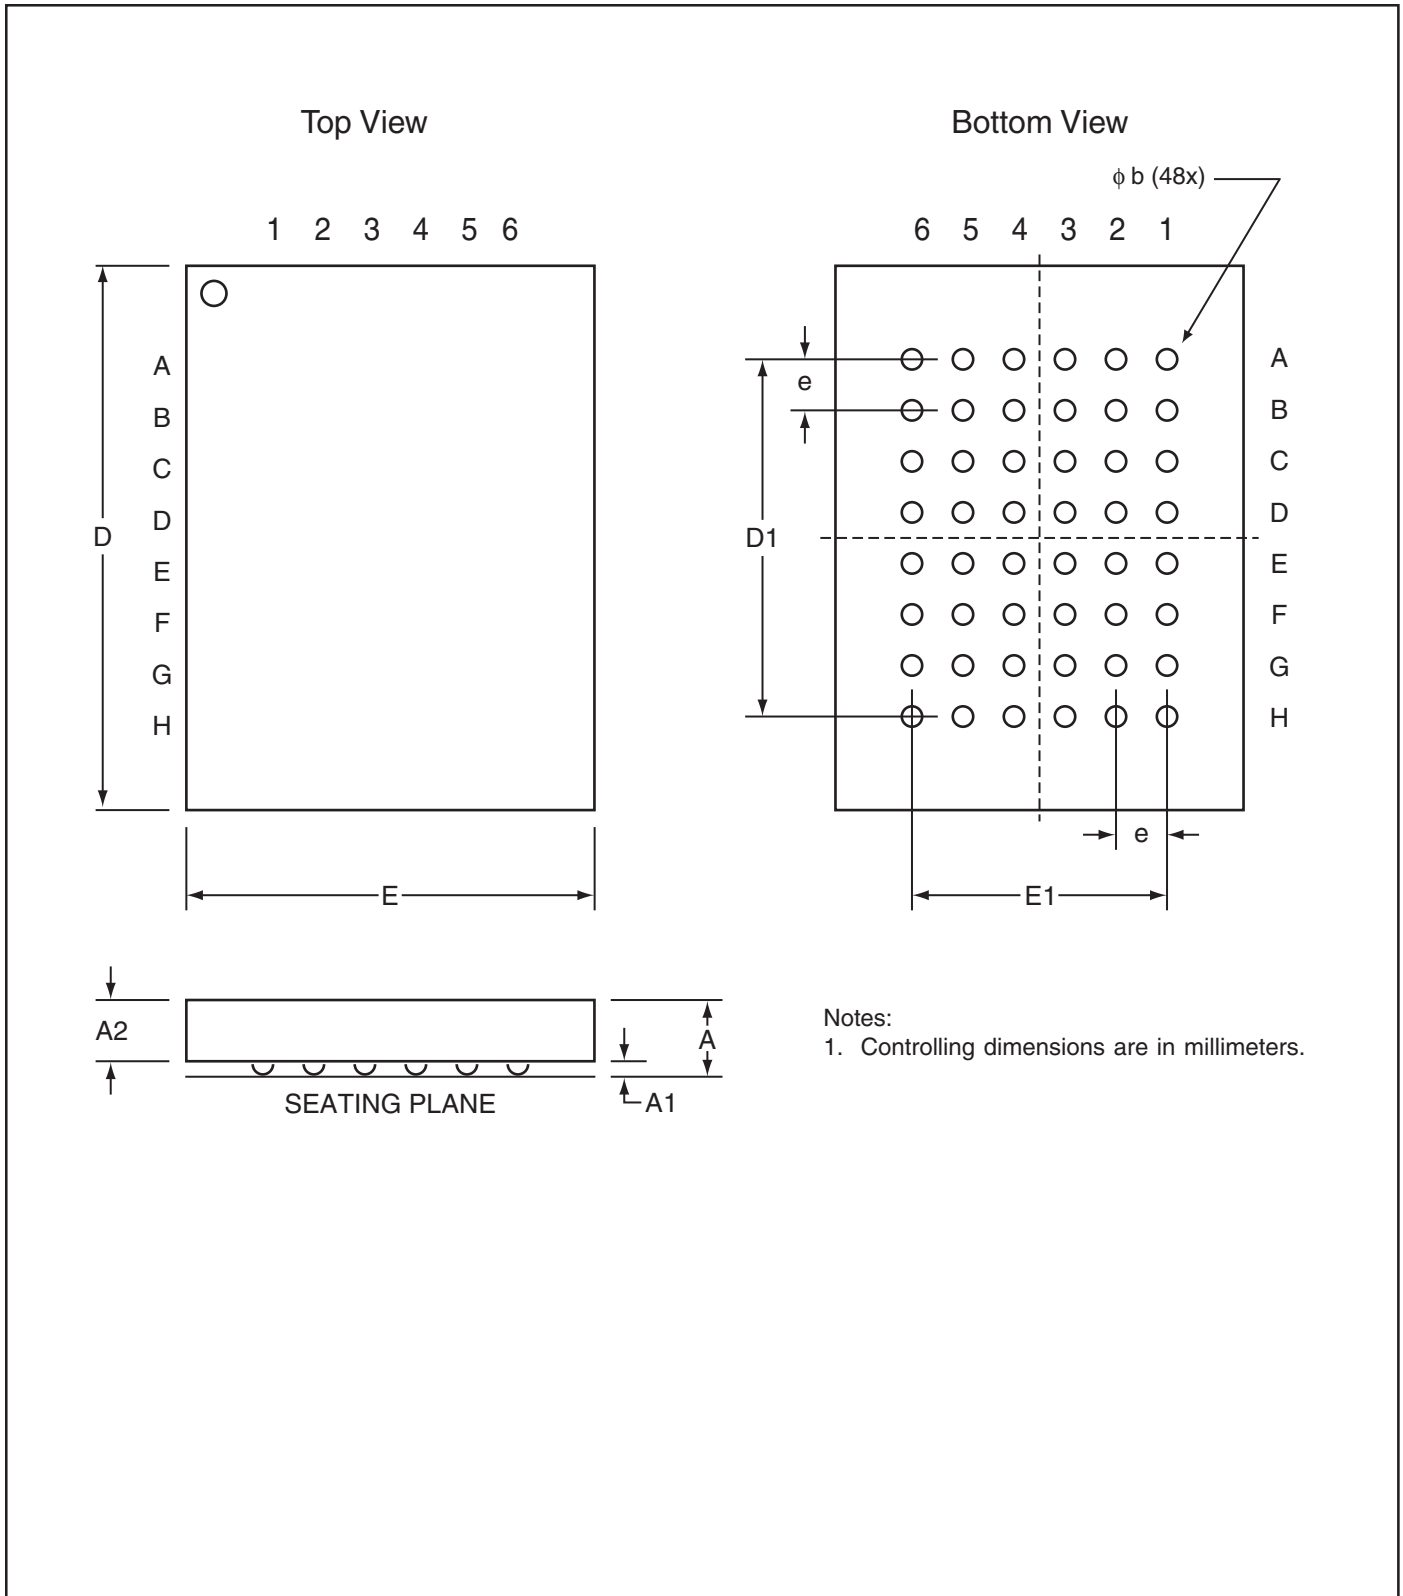 Top View
Bottom View
ϕ b (48x)
1 2 3 4 5 6
6 5 4 3 2 1
A
B
C
D
E
F
G
H
D
E
e
D1
A
B
C
D
E
F
G
H
e
E1
A2
A
A1
SEATING PLANE
Notes:
1. Controlling dimensions are in millimeters.